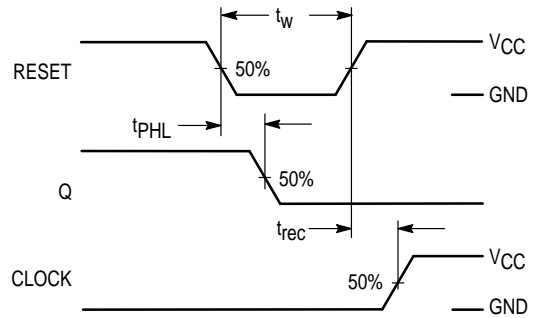 tw
VCC
RESET
50%
GND
tPHL
Q
50%
trec
VCC
CLOCK
50%
GND